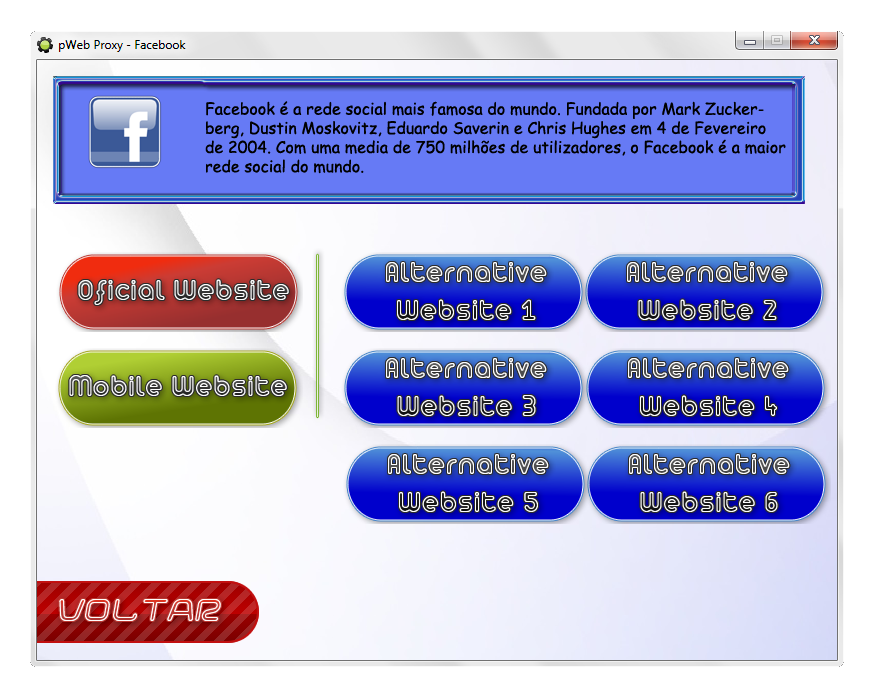 pWeb Proxy - Facebook
f
Facebook é a rede social mais famosa do mundo. Fundada por Mark Zucker-
berg, Dustin Moskovitz, Eduardo Saverin e Chris Hughes em 4 de Fevereiro
de 2004. Com uma media de 750 milhões de utilizadores, o Facebook é a maior
rede social do mundo.
Oficial Website
Mobile Website
Alternative
Website 1
Alternative
Website 2
Alternative
Website 3
Alternative
Website 4
Alternative
Website 5
Alternative
Website 6
VOLTAR